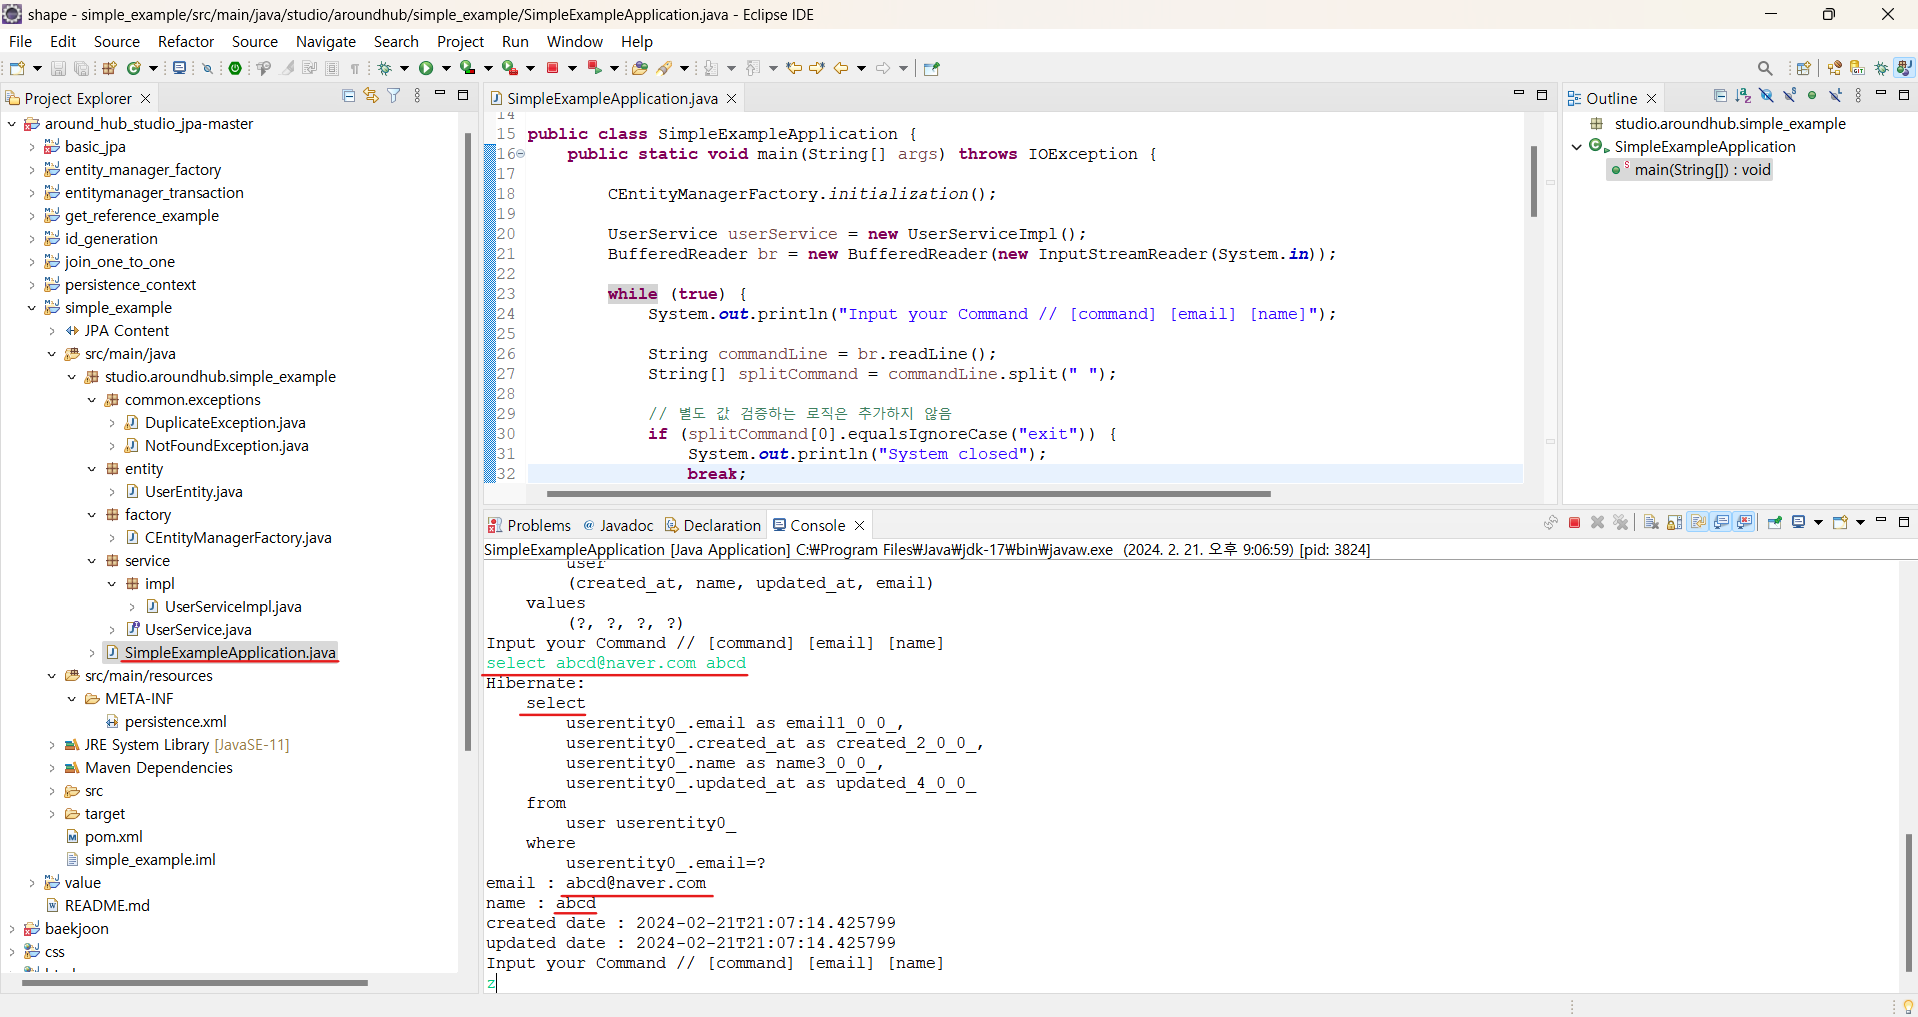 shape - simple_example/src/main/java/studio/aroundhub/simple_example/SimpleExampleApplication.java - Eclipse IDE
File Edit Source Refactor Source Navigate Search Project Run Window Help
Project Explorer
around_hub_studio_jpa-master
basic_jpa
entity_manager_factory
entitymanager_transaction
get_reference_example
id_generation
join_one_to_one
persistence_context
simple_example
JPA Content
src/main/java
studio.aroundhub.simple_example
common.exceptions
DuplicateException.java
NotFoundException.java
entity
UserEntity.java
factory
CEntityManagerFactory.java
service
impl
UserServiceImpl.java
UserService.java
SimpleExampleApplication.java
src/main/resources
META-INF
persistence.xml
JRE System Library [JavaSE-11]
Maven Dependencies
src
target
pom.xml
simple_example.iml
value
README.md
baekjoon
css
SimpleExampleApplication.java
14
15 public class SimpleExampleApplication {
16 public static void main(String[] args) throws IOException {
17
18 CEntityManagerFactory.initialization();
19
20 UserService userService = new UserServiceImpl();
21 BufferedReader br = new BufferedReader(new InputStreamReader(System.in));
22
23 while (true) {
24 System.out.println("Input your Command // [command] [email] [name]");
25
26 String commandLine = br.readLine();
27 String[] splitCommand = commandLine.split(" ");
28
29 // 별도 값 검증하는 로직은 추가하지 않음
30 if (splitCommand[0].equalsIgnoreCase("exit")) {
31 System.out.println("System closed");
32 break;
Outline
studio.aroundhub.simple_example
SimpleExampleApplication
main(String[]) : void
Problems @ Javadoc Declaration Console
SimpleExampleApplication [Java Application] C:₩Program Files₩Java₩jdk-17₩bin₩javaw.exe (2024. 2. 21. 오후 9:06:59) [pid: 3824]
user
(created_at, name, updated_at, email)
values
(?, ?, ?, ?)
Input your Command // [command] [email] [name]
select abcd@naver.com abcd
Hibernate:
select
userentity0_.email as email1_0_0_,
userentity0_.created_at as created_2_0_0_,
userentity0_.name as name3_0_0_,
userentity0_.updated_at as updated_4_0_0_
from
user userentity0_
where
userentity0_.email=?
email : abcd@naver.com
name : abcd
created date : 2024-02-21T21:07:14.425799
updated date : 2024-02-21T21:07:14.425799
Input your Command // [command] [email] [name]
z